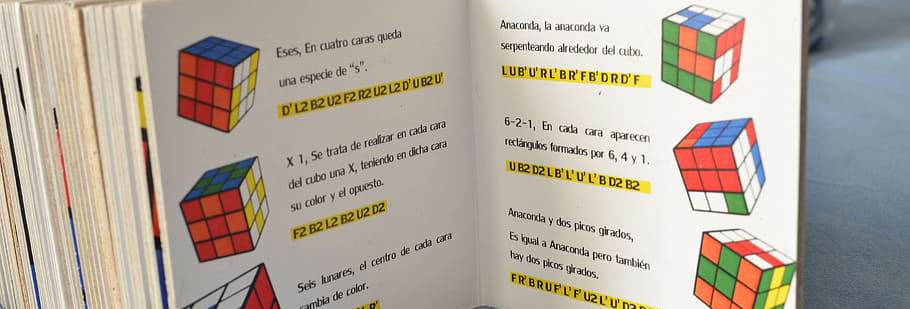 Eses, En cuatro caras queda
una especie de "s".
D' L2 B2 U2 F2 R2 U2 L2 D' U B2 U'
X 1, Se trata de realizar en cada cara
del cubo una X, teniendo en dicha cara
su color y el opuesto.
F2 B2 L2 B2 U2 D2
Seis lunares, el centro de cada cara
cambia de color.
Anaconda, la anaconda va
serpenteando alrededor del cubo.
L U B' U' R L' B R' F B' D R D' F
6-2-1, En cada cara aparecen
rectángulos formados por 6, 4 y 1.
U B2 D2 L B' L' U' L' B D2 B2
Anaconda y dos picos girados,
Es igual a Anaconda pero también
hay dos picos girados.
F R' B R U F' L' F' U2 L' U'